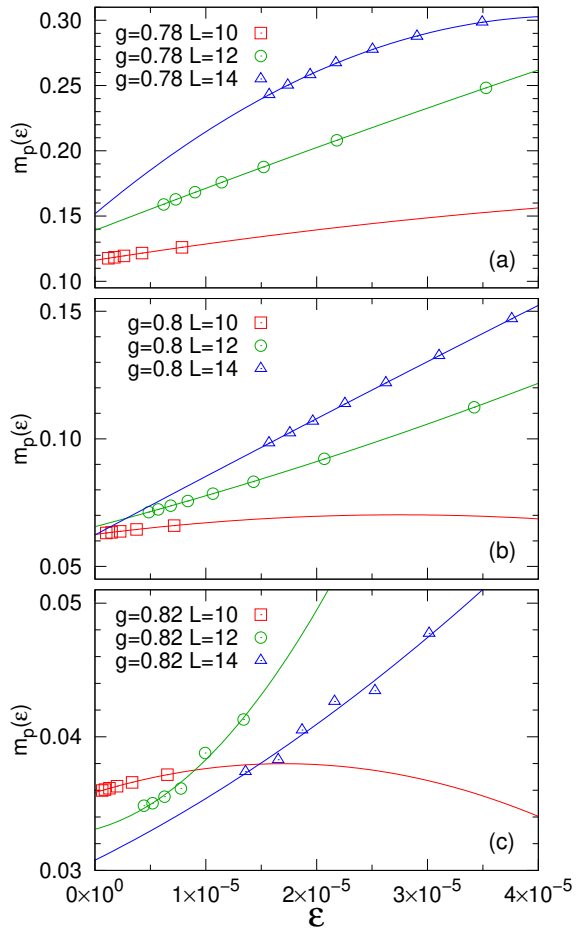 0.30
0.25
0.20
0.15
0.10
m_p(ε)
g=0.78 L=10
g=0.78 L=12
g=0.78 L=14
(a)
0.15
0.10
0.05
m_p(ε)
g=0.8 L=10
g=0.8 L=12
g=0.8 L=14
(b)
0.05
0.04
0.03
m_p(ε)
g=0.82 L=10
g=0.82 L=12
g=0.82 L=14
(c)
0×10⁰ 1×10⁻⁵ 2×10⁻⁵ 3×10⁻⁵ 4×10⁻⁵
ε